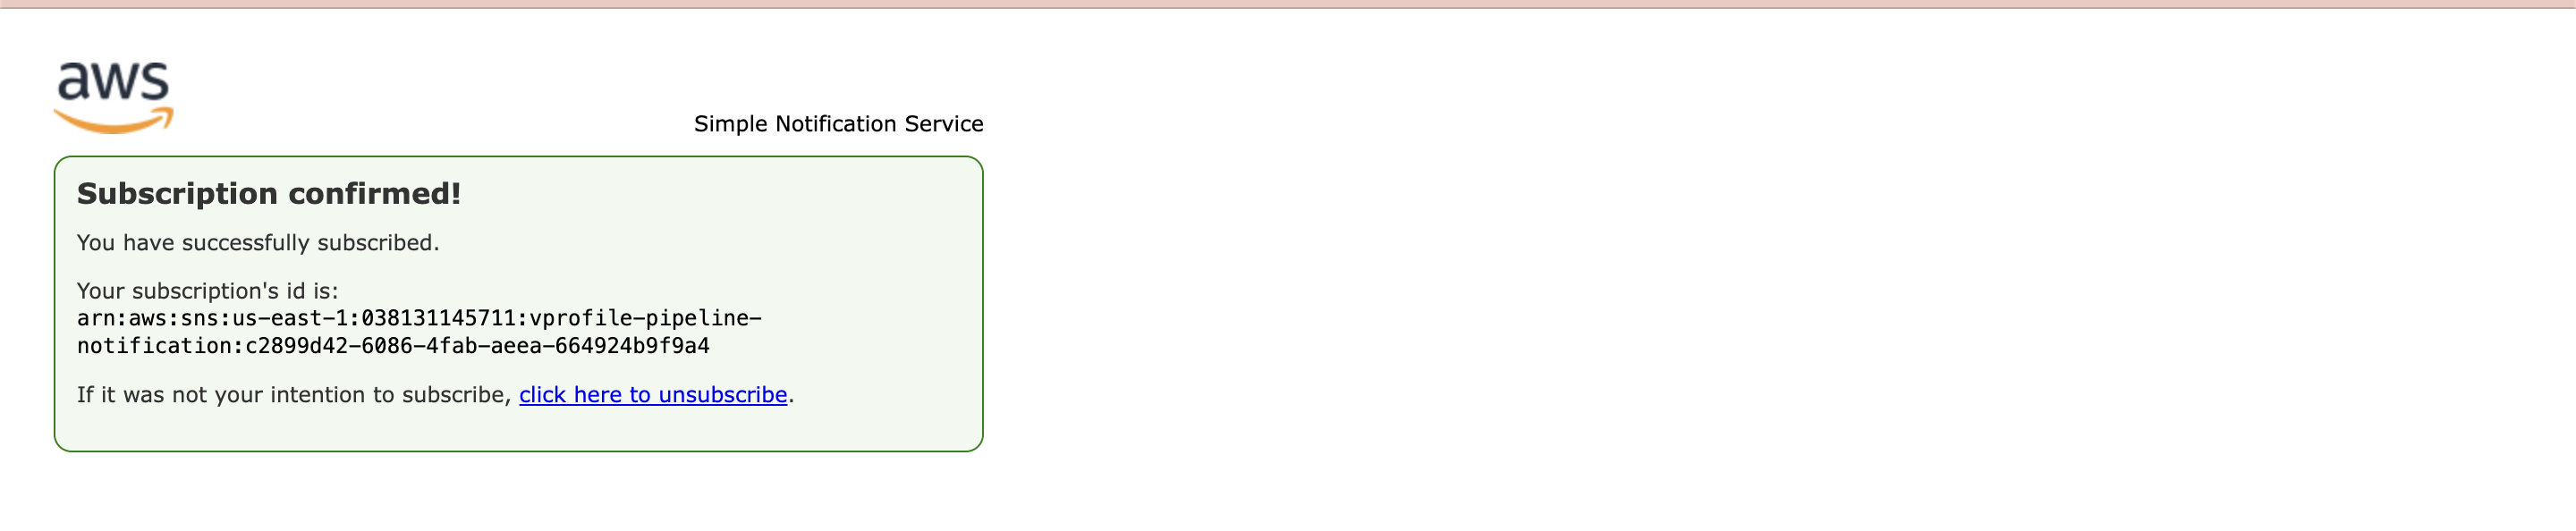 aws
Simple Notification Service
Subscription confirmed!
You have successfully subscribed.
Your subscription's id is:
arn:aws:sns:us-east-1:038131145711:vprofile-pipeline-
notification:c2899d42-6086-4fab-aeea-664924b9f9a4
If it was not your intention to subscribe, click here to unsubscribe.